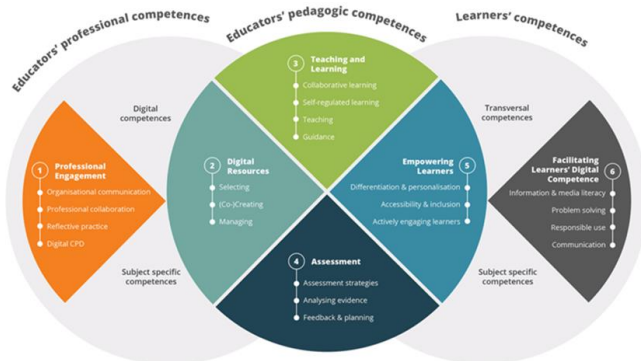 Educators' professional competences
Educators' pedagogic competences
Learners' competences
Digital
competences
Subject specific
competences
1
Professional
Engagement
Organisational communication
Professional collaboration
Reflective practice
Digital CPD
2
Digital
Resources
Selecting
(Co-)Creating
Managing
3
Teaching and
Learning
Collaborative learning
Self-regulated learning
Teaching
Guidance
4
Assessment
Assessment strategies
Analysing evidence
Feedback & planning
Empowering
Learners
5
Differentiation & personalisation
Accessibility & inclusion
Actively engaging learners
Transversal
competences
Subject specific
competences
Facilitating
Learners' Digital
Competence
6
Information & media literacy
Problem solving
Responsible use
Communication